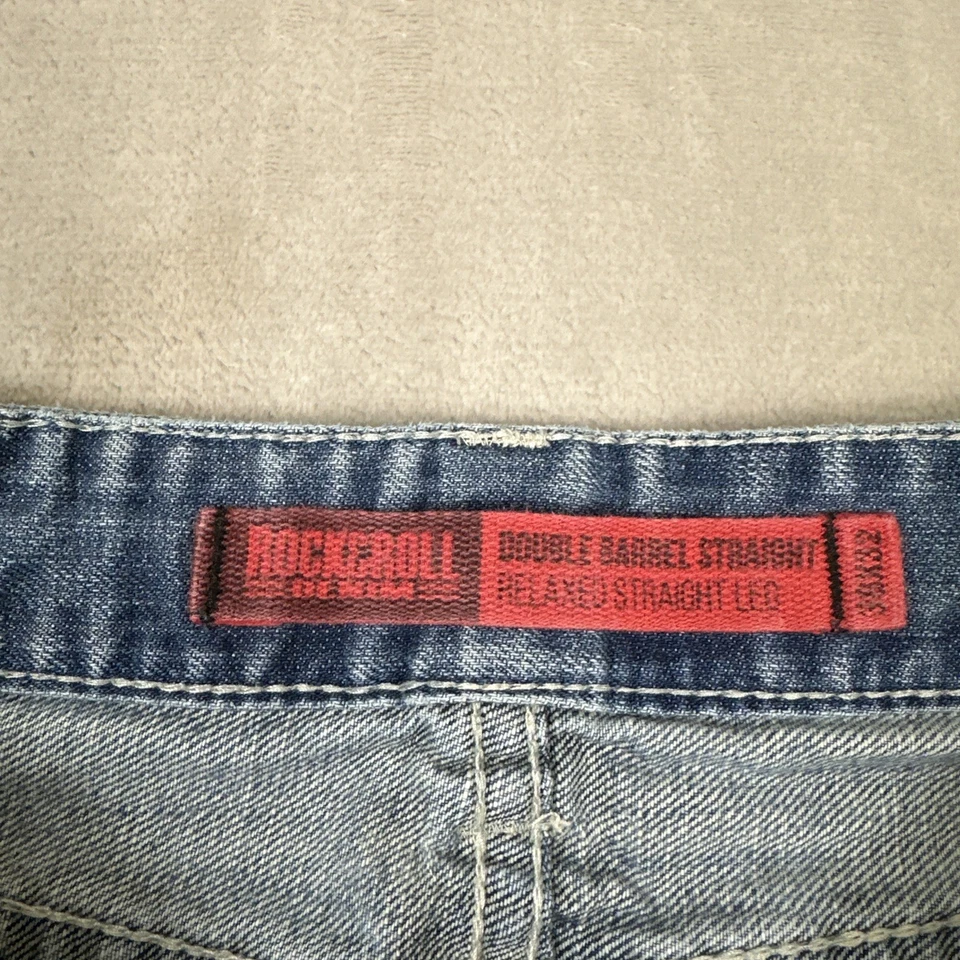 ROCK&ROLL
DOUBLE BARREL STRAIGHT
RELAXED STRAIGHT LEG